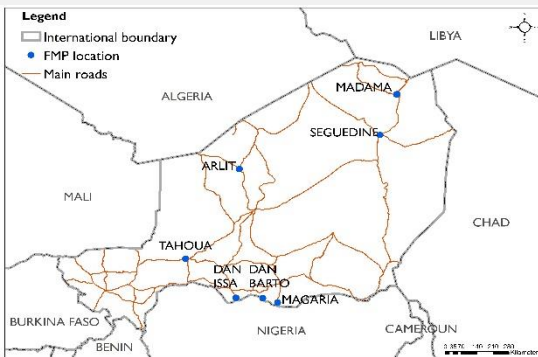 Legend
International boundary
FMP location
Main roads
LIBYA
ALGERIA
MADAMA
SEGUEDINE
ARLIT
MALI
CHAD
TAHOUA
DAN ISSA
DAN BARTO
MAGARIA
BURKINA FASO
BENIN
NIGERIA
CAMEROUN